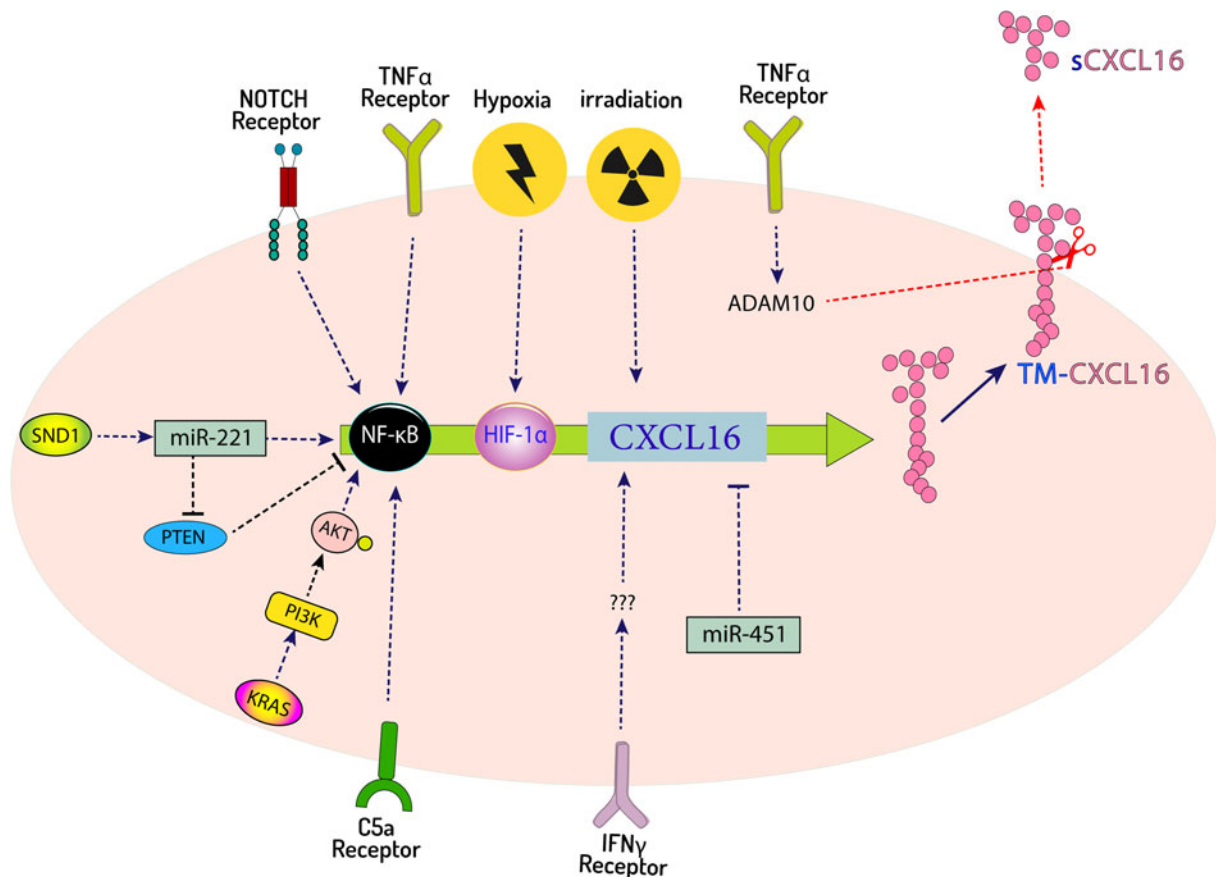 sCXCL16
TNFα
Receptor
TNFα
Receptor
NOTCH
Receptor
Hypoxia
irradiation
ADAM10
TM-CXCL16
SND1
miR-221
NF-κB
HIF-1α
CXCL16
PTEN
AKT
PI3K
???
miR-451
KRAS
C5a
Receptor
IFNγ
Receptor